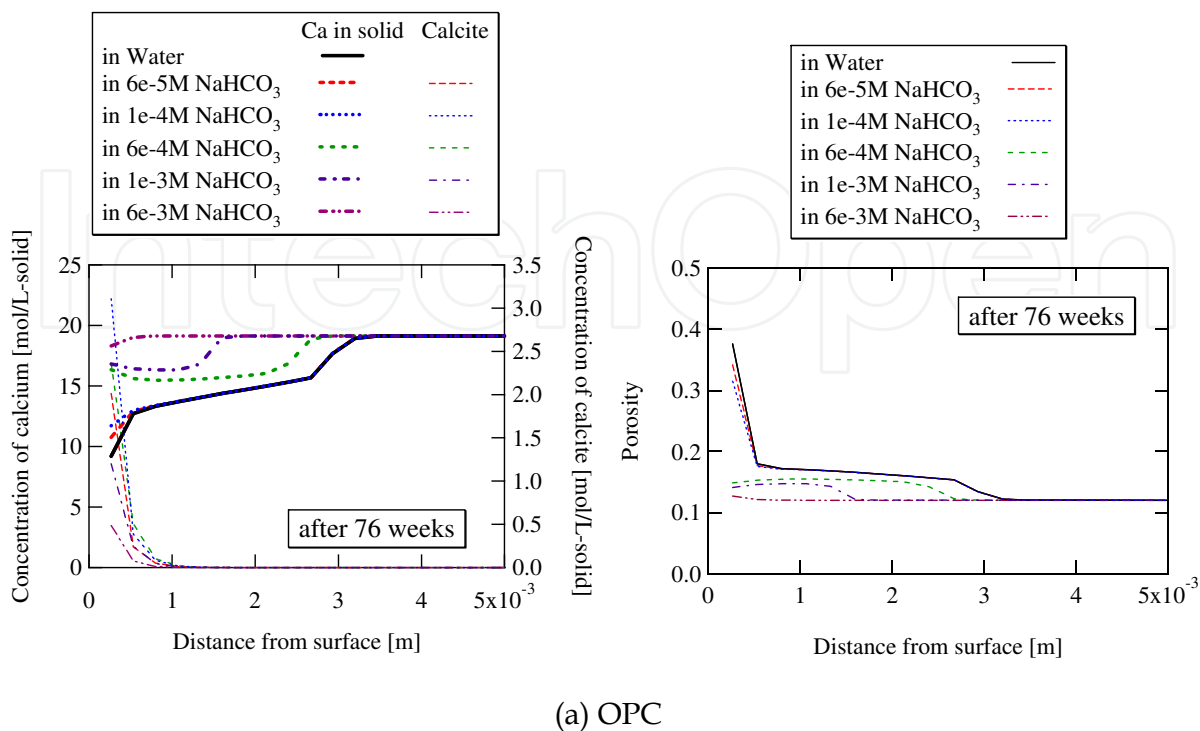 Ca in solid Calcite
in Water
in 6e-5M NaHCO3
in 1e-4M NaHCO3
in 6e-4M NaHCO3
in 1e-3M NaHCO3
in 6e-3M NaHCO3
Concentration of calcium [mol/L-solid]
25
20
15
10
5
0
3.5
3.0
2.5
2.0
1.5
1.0
0.5
0.0
Concentration of calcite [mol/L-solid]
after 76 weeks
0 1 2 3 4 5x10-3
Distance from surface [m]
in Water
in 6e-5M NaHCO3
in 1e-4M NaHCO3
in 6e-4M NaHCO3
in 1e-3M NaHCO3
in 6e-3M NaHCO3
Porosity
0.5
0.4
0.3
0.2
0.1
0.0
after 76 weeks
0 1 2 3 4 5x10-3
Distance from surface [m]
(a) OPC
IntechOpen